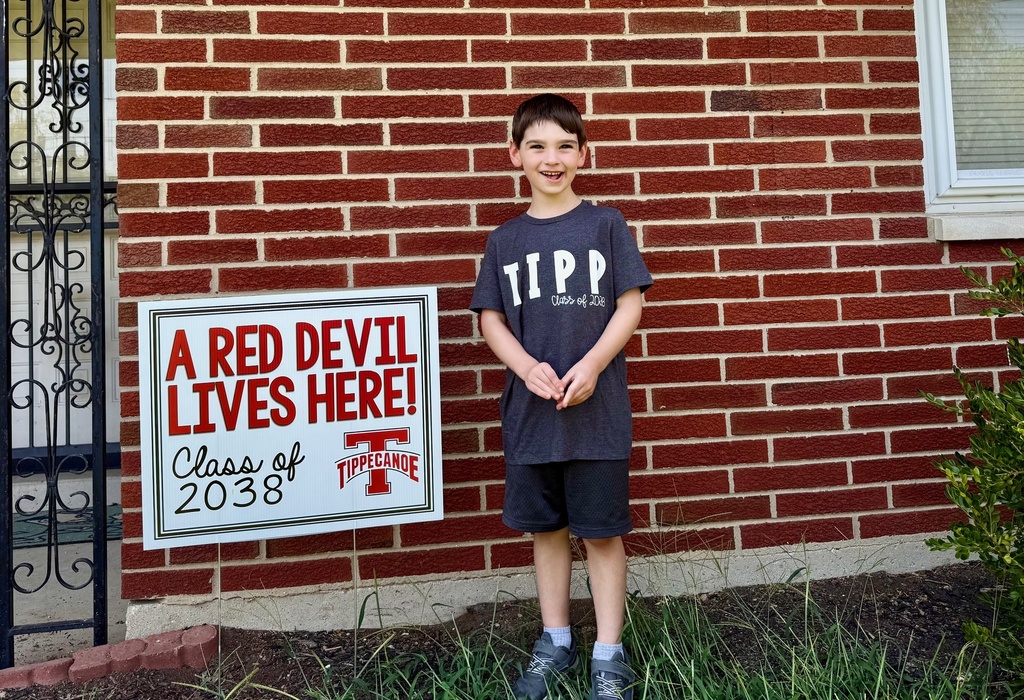 A RED DEVIL
LIVES HERE!
Class of
2038
T
TIPPECANOE
TIPP
Class of 2038